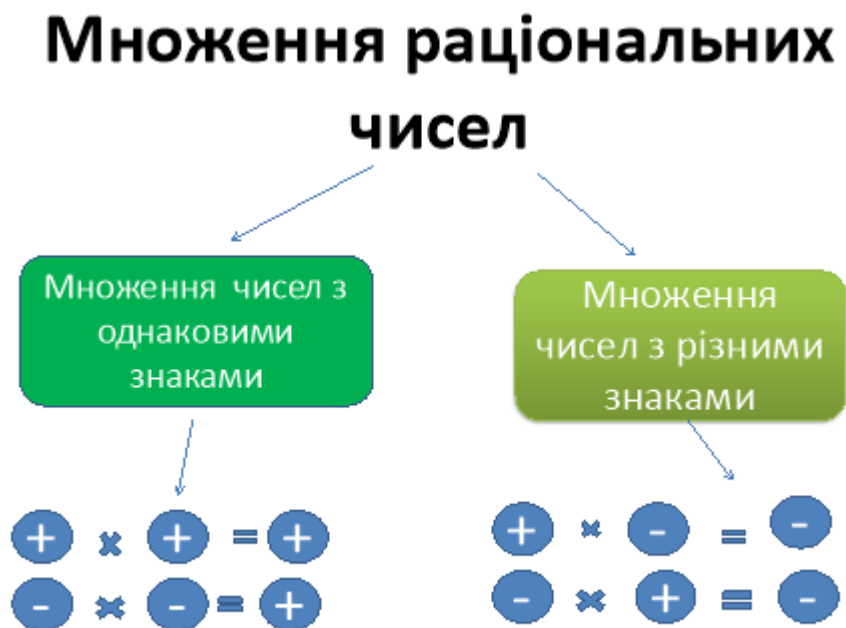 Множення раціональних
чисел
Множення чисел з
однаковими
знаками
Множення
чисел з різними
знаками
+ × + = +
- × - = +
+ × - = -
- × + = -